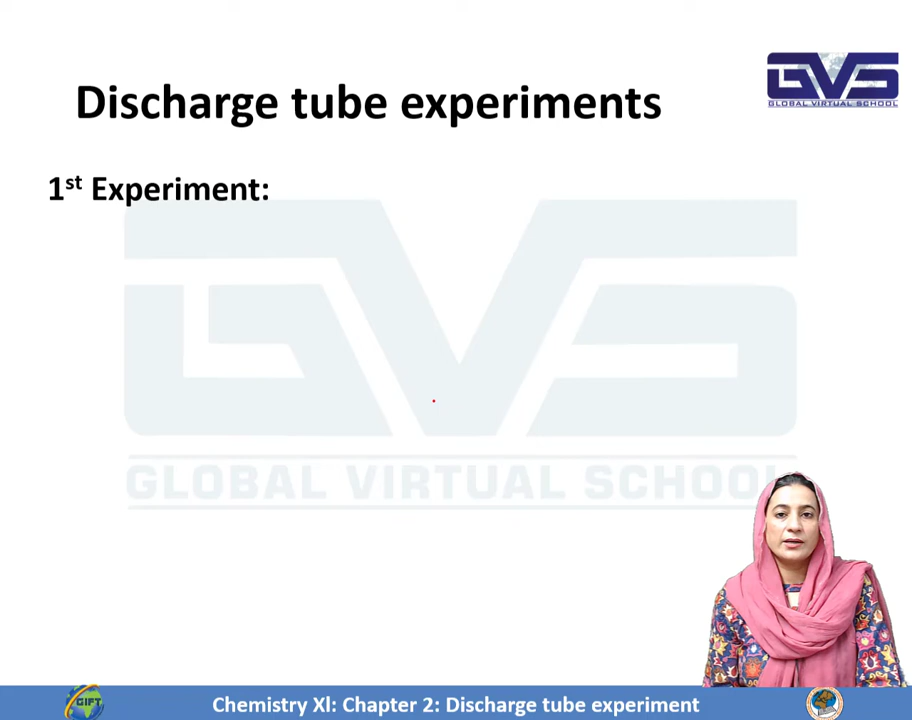 GVS
GLOBAL VIRTUAL SCHOOL
Discharge tube experiments
1st Experiment:
GVS
GLOBAL VIRTUAL SCHOOL
GIFT
Chemistry Xl: Chapter 2: Discharge tube experiment